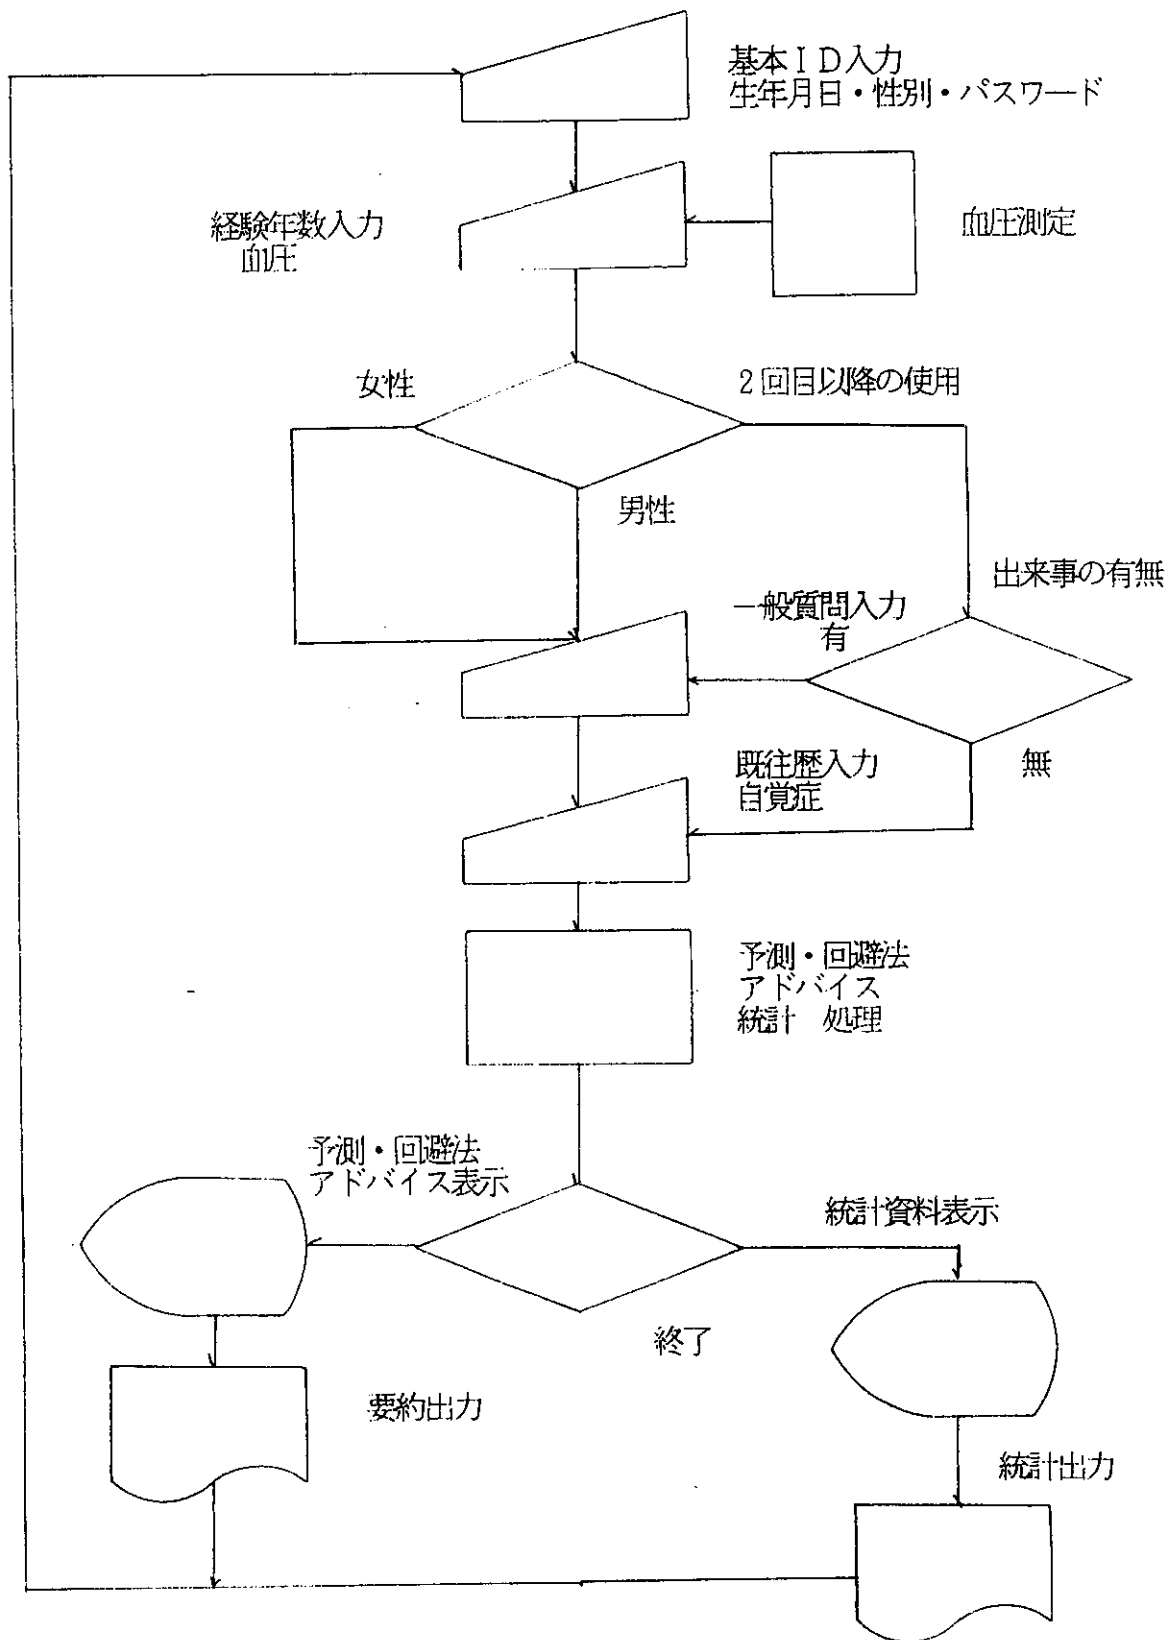 基本ＩＤ入力
生年月日・性別・パスワード
経験年数入力
血圧
血圧測定
女性
２回目以降の使用
男性
出来事の有無
一般質問入力
有
無
既往歴入力
自覚症
予測・回避法
アドバイス
統計　処理
予測・回避法
アドバイス表示
統計資料表示
終了
要約出力
統計出力